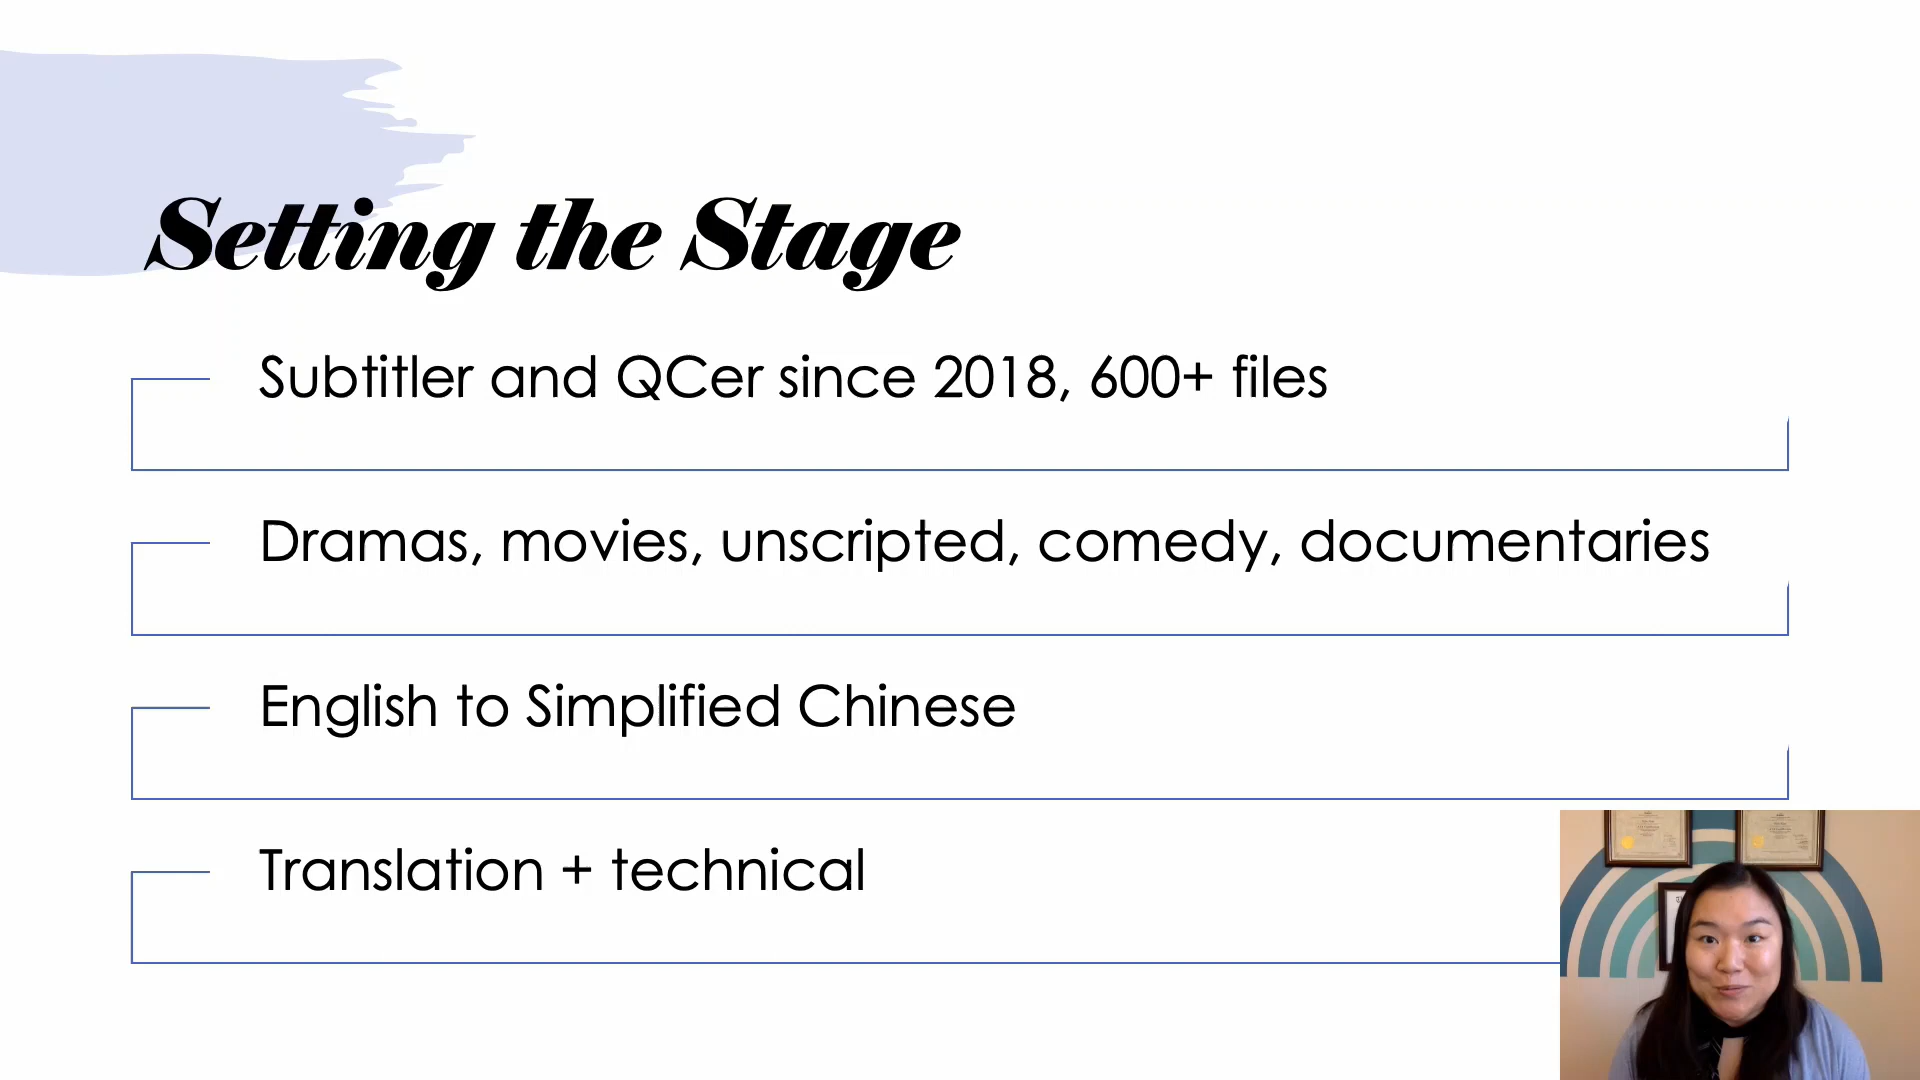 Setting the Stage
Subtitler and QCer since 2018, 600+ files
Dramas, movies, unscripted, comedy, documentaries
English to Simplified Chinese
Translation + technical